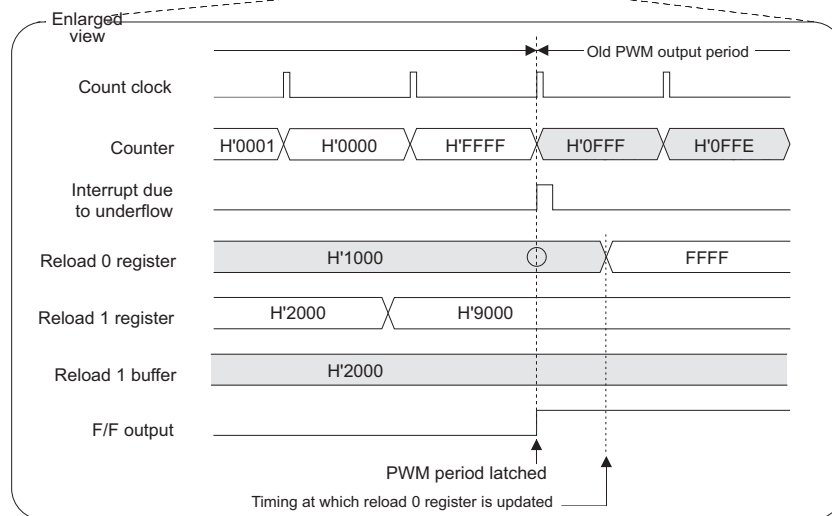 Enlarged
view
Old PWM output period
Count clock
Counter
H'0001 H'0000 H'FFFF H'0FFF H'0FFE
Interrupt due
to underflow
Reload 0 register
H'1000 FFFF
Reload 1 register
H'2000 H'9000
Reload 1 buffer
H'2000
F/F output
PWM period latched
Timing at which reload 0 register is updated